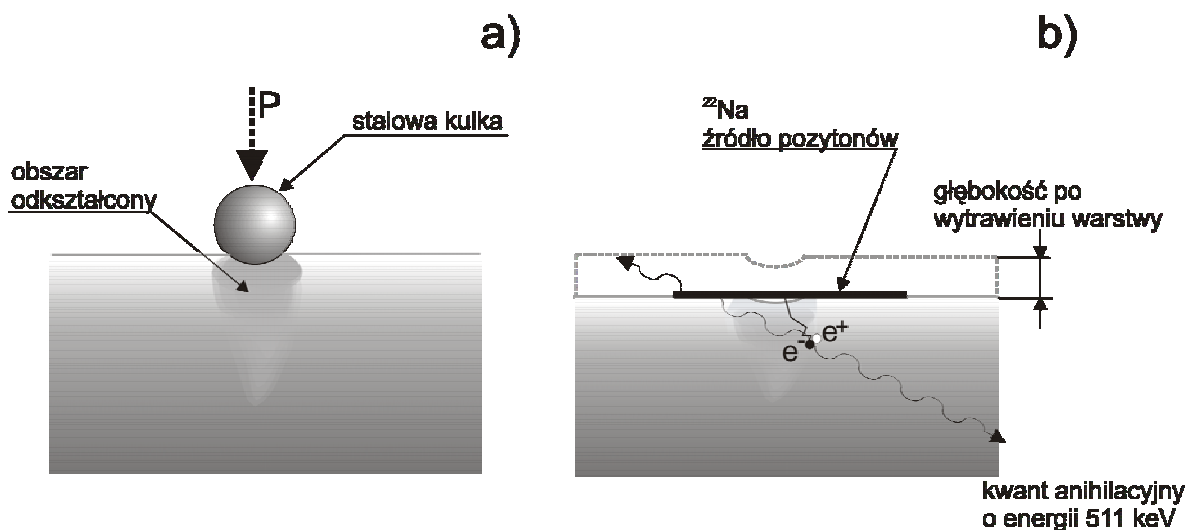 a)
P
stalowa kulka
obszar
odkształcony
b)
²²Na
źródło pozytonów
głębokość po
wytrawieniu warstwy
e⁻ e⁺
kwant anihilacyjny
o energii 511 keV